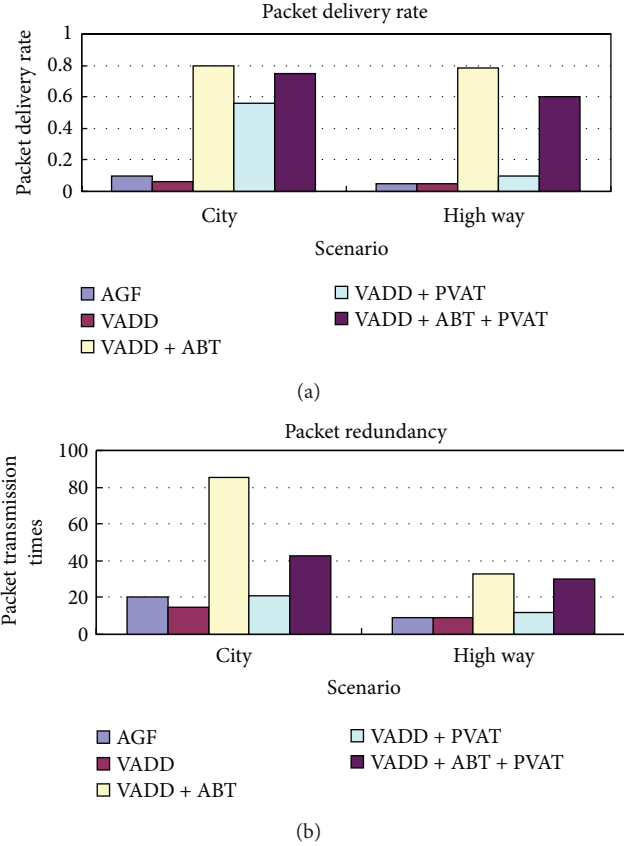 Packet delivery rate
Packet delivery rate
1
0.8
0.6
0.4
0.2
0
City
High way
Scenario
AGF
VADD
VADD + ABT
VADD + PVAT
VADD + ABT + PVAT
(a)
Packet redundancy
Packet transmission
times
100
80
60
40
20
0
City
High way
Scenario
AGF
VADD
VADD + ABT
VADD + PVAT
VADD + ABT + PVAT
(b)